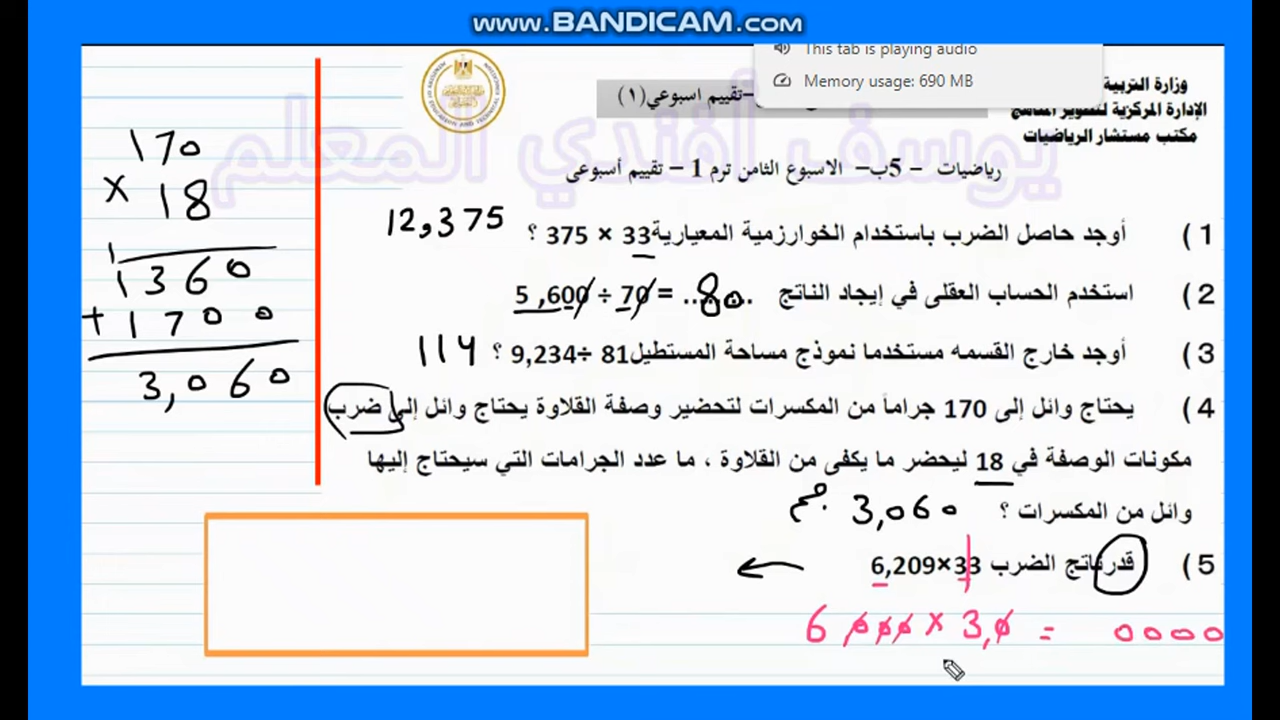 WWW.BANDICAM.COM
This tab is playing audio
Memory usage: 690 MB
وزارة التربية
الإدارة المركزية لتطوير المناهج
مكتب مستشار الرياضيات
تقييم اسبوعي (١)
يوسف أفندي المعلم
رياضيات - 5ب- الاسبوع الثامن ترم 1 - تقييم أسبوعى
1) أوجد حاصل الضرب باستخدام الخوارزمية المعيارية 33 × 375 ؟ 12,375
2) استخدم الحساب العقلى في إيجاد الناتج 5,600 ÷ 70 = ..80..
3) أوجد خارج القسمه مستخدما نموذج مساحة المستطيل 81 ÷ 9,234 ؟ 114
4) يحتاج وائل إلى 170 جراماً من المكسرات لتحضير وصفة القلاوة يحتاج وائل إلى ضرب
مكونات الوصفة في 18 ليحضر ما يكفى من القلاوة ، ما عدد الجرامات التي سيحتاج إليها
وائل من المكسرات ؟ 3,060 جم
5) قدر ناتج الضرب 6,209×33
6000 × 3,0 = 0000
170
× 18
1
1360
+ 1700
3,060